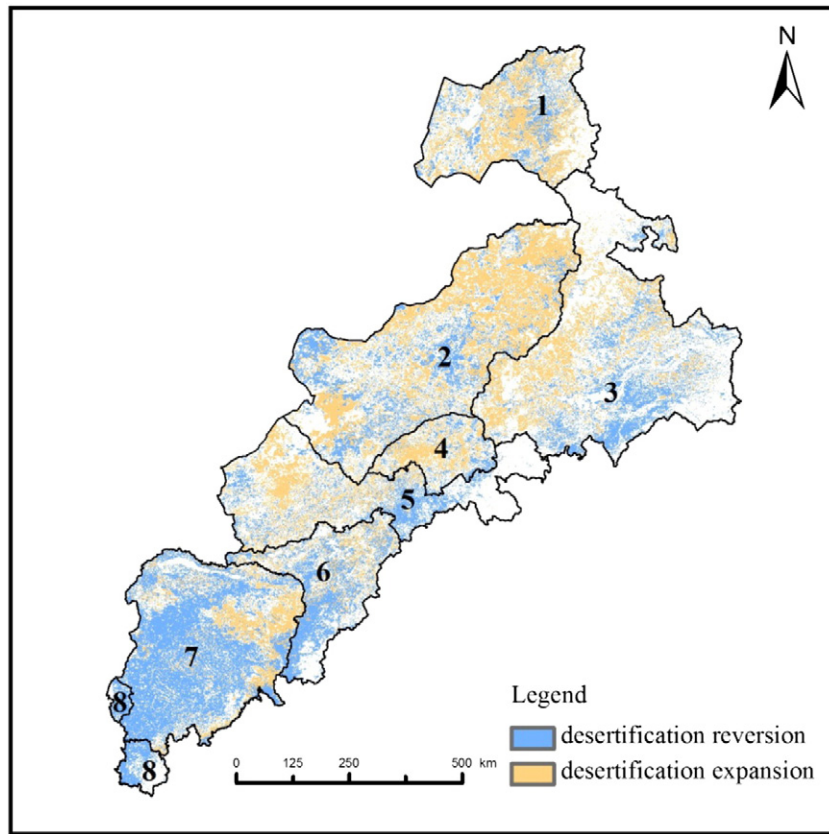 N
1
2
3
4
5
6
7
8
8
Legend
desertification reversion
desertification expansion
0 125 250 500 km